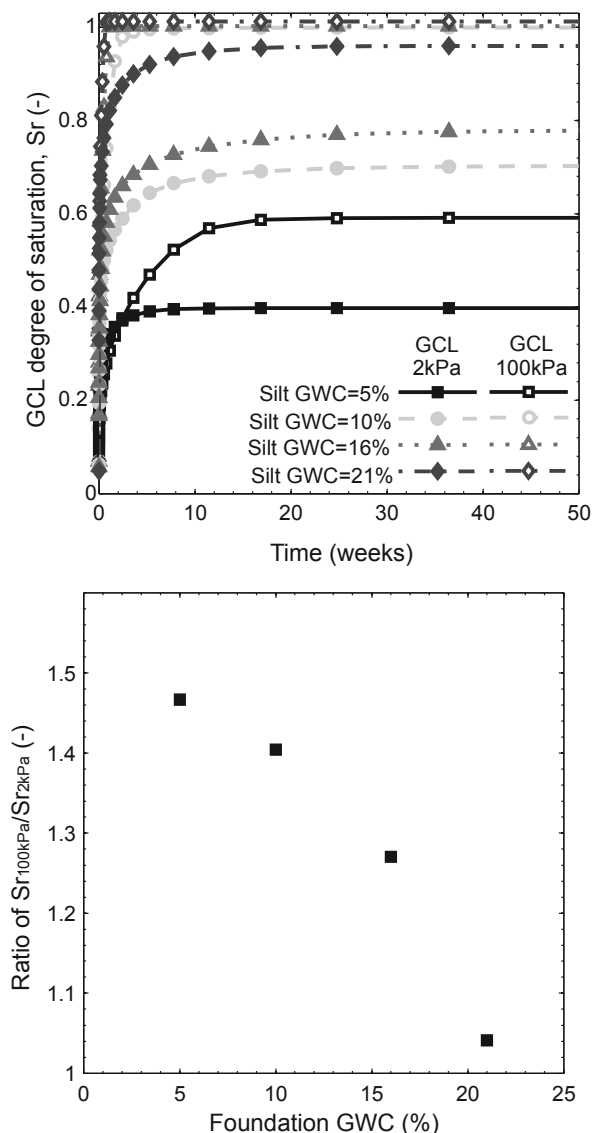 1
0.8
0.6
0.4
0.2
0
GCL degree of saturation, Sr (-)
GCL GCL
2kPa 100kPa
Silt GWC=5%
Silt GWC=10%
Silt GWC=16%
Silt GWC=21%
0 10 20 30 40 50
Time (weeks)
1.5
1.4
1.3
1.2
1.1
1
Ratio of Sr100kPa/Sr2kPa (-)
0 5 10 15 20 25
Foundation GWC (%)